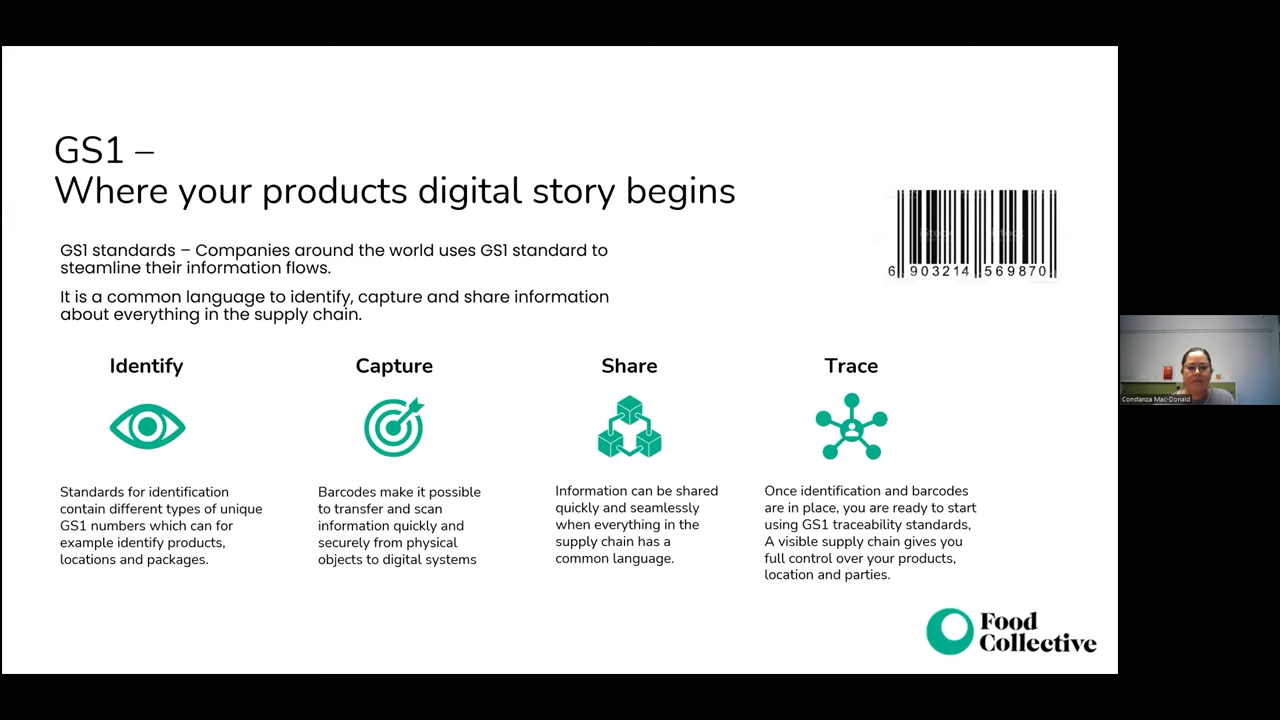 GS1 –
Where your products digital story begins
GS1 standards – Companies around the world uses GS1 standard to
steamline their information flows.
It is a common language to identify, capture and share information
about everything in the supply chain.
6 903214 569870
Identify
Capture
Share
Trace
Standards for identification
contain different types of unique
GS1 numbers which can for
example identify products,
locations and packages.
Barcodes make it possible
to transfer and scan
information quickly and
securely from physical
objects to digital systems
Information can be shared
quickly and seamlessly
when everything in the
supply chain has a
common language.
Once identification and barcodes
are in place, you are ready to start
using GS1 traceability standards,
A visible supply chain gives you
full control over your products,
location and parties.
Food
Collective
Constanza Mac-Donald